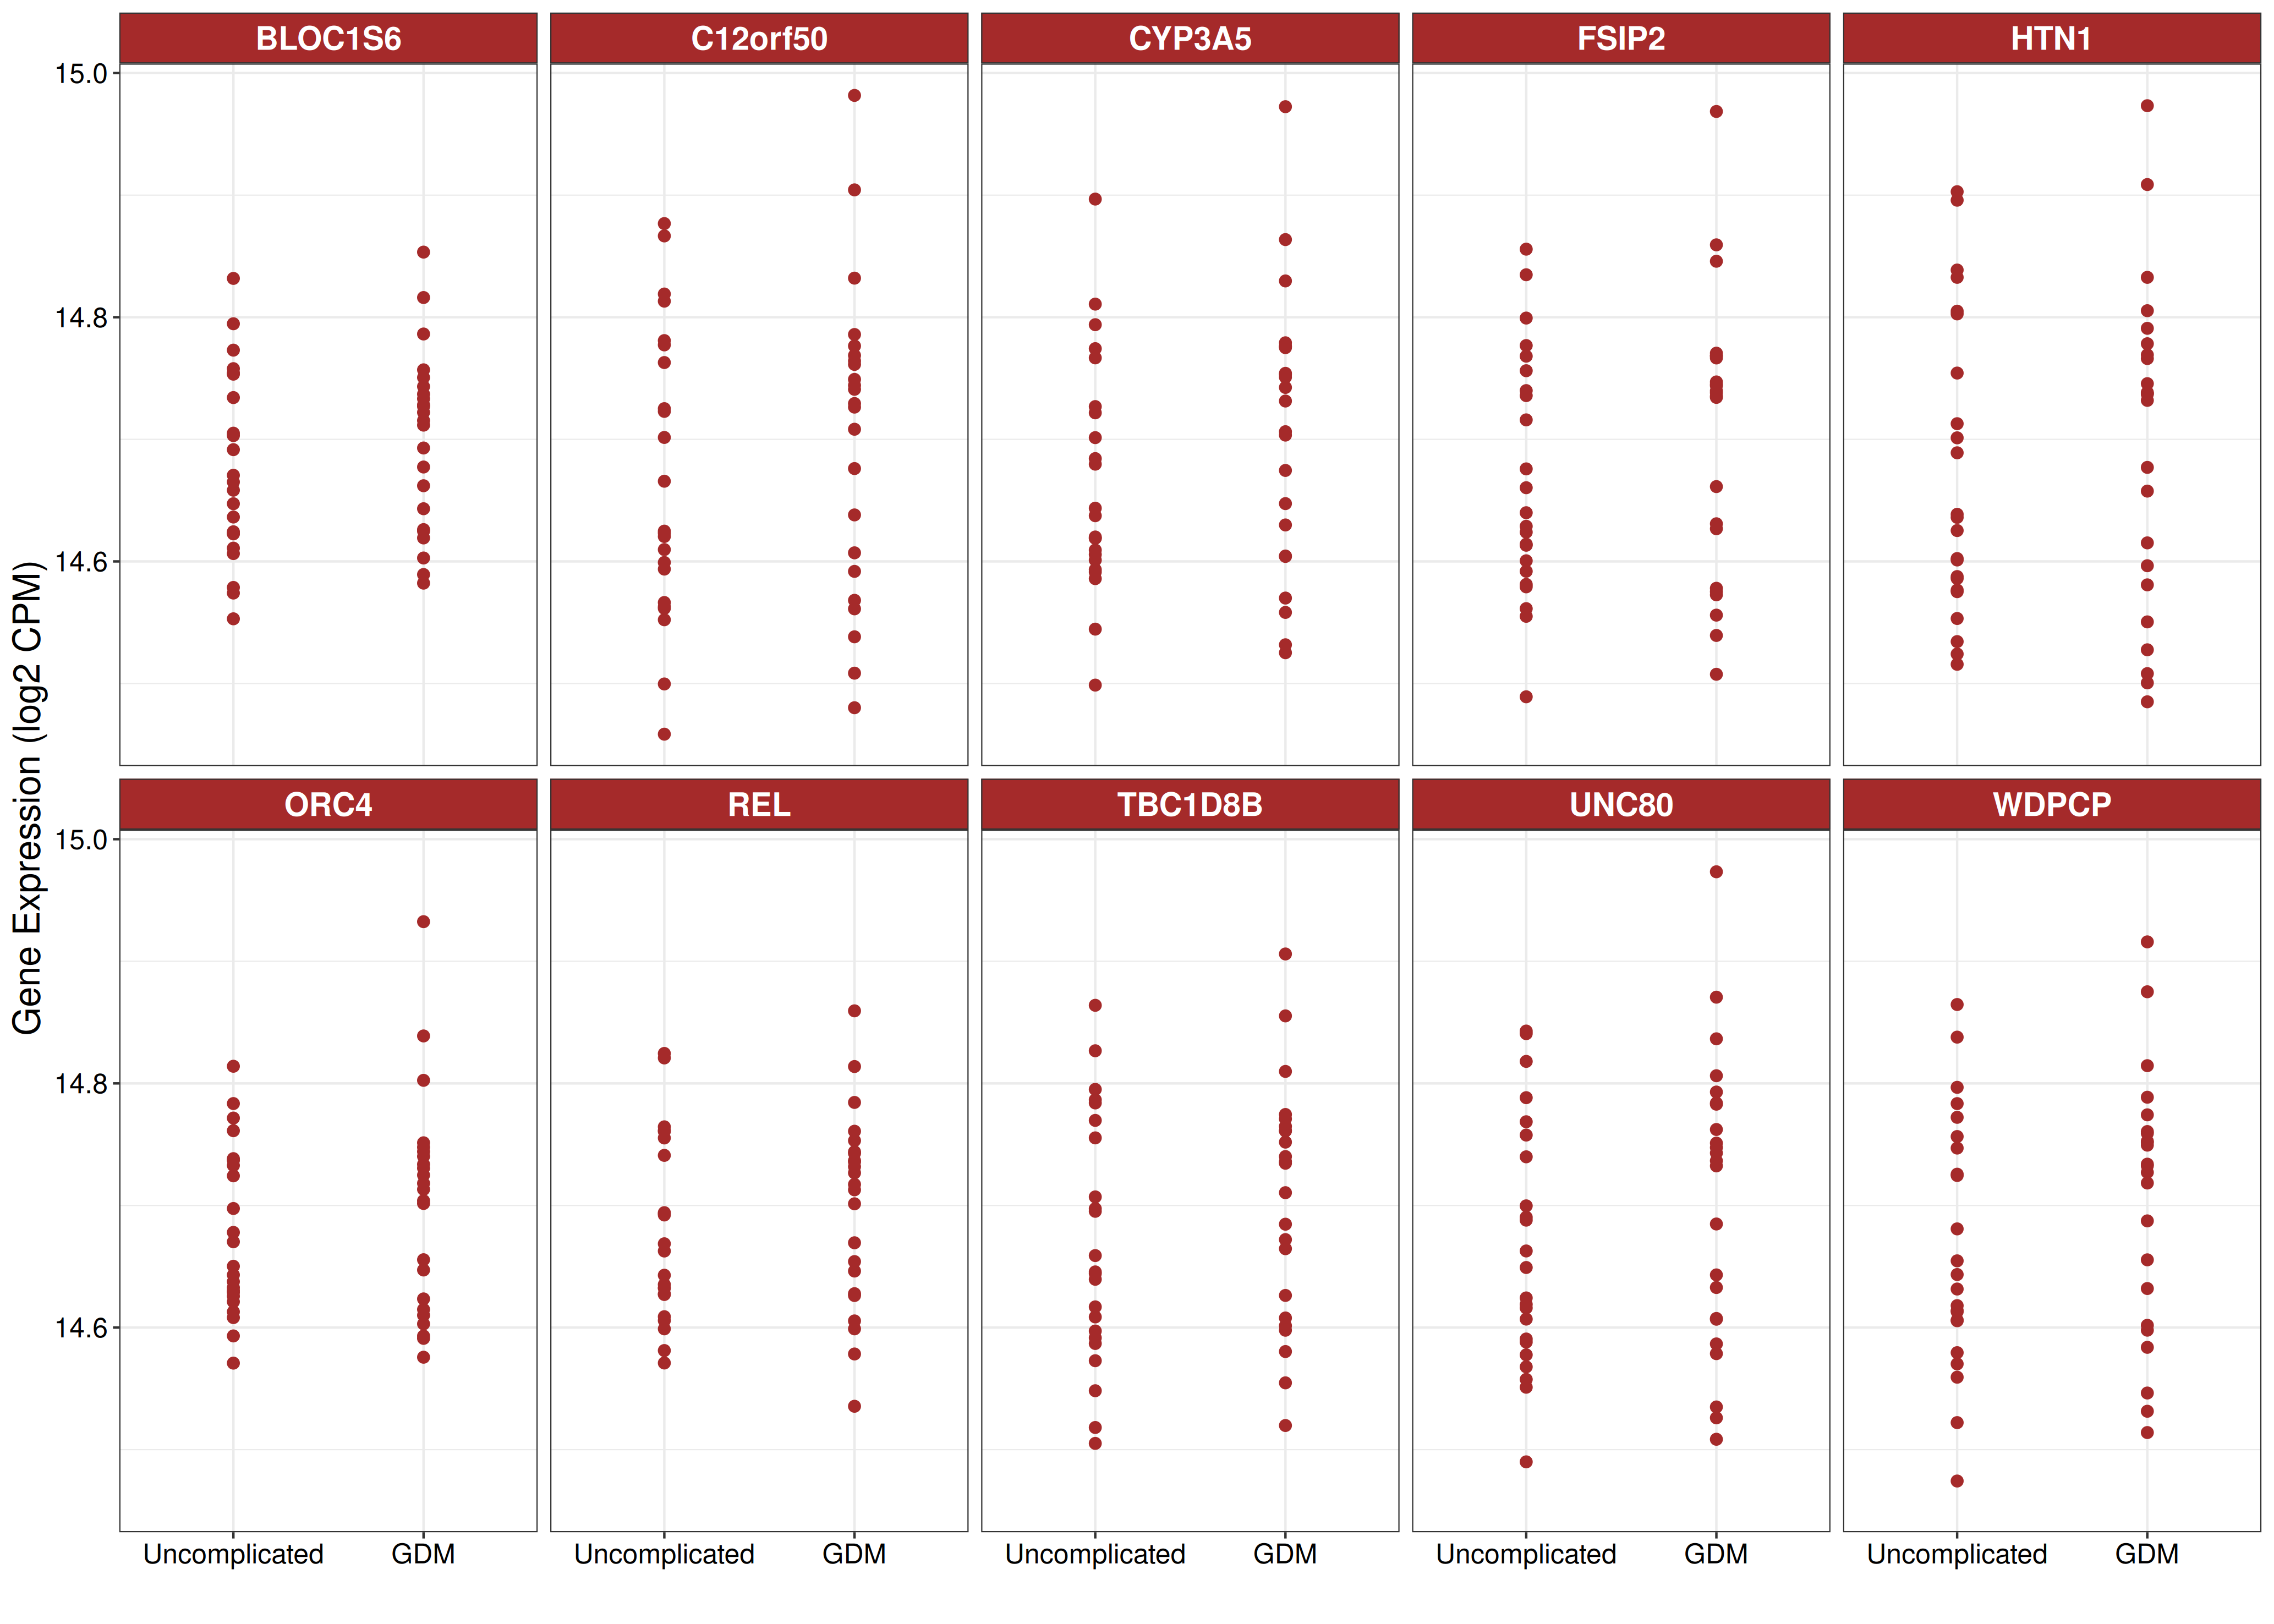 BLOC1S6 C12orf50 CYP3A5 FSIP2 HTN1
15.0
14.8
14.6
Gene Expression (log2 CPM)
ORC4 REL TBC1D8B UNC80 WDPCP
15.0
14.8
14.6
Uncomplicated GDM Uncomplicated GDM Uncomplicated GDM Uncomplicated GDM Uncomplicated GDM